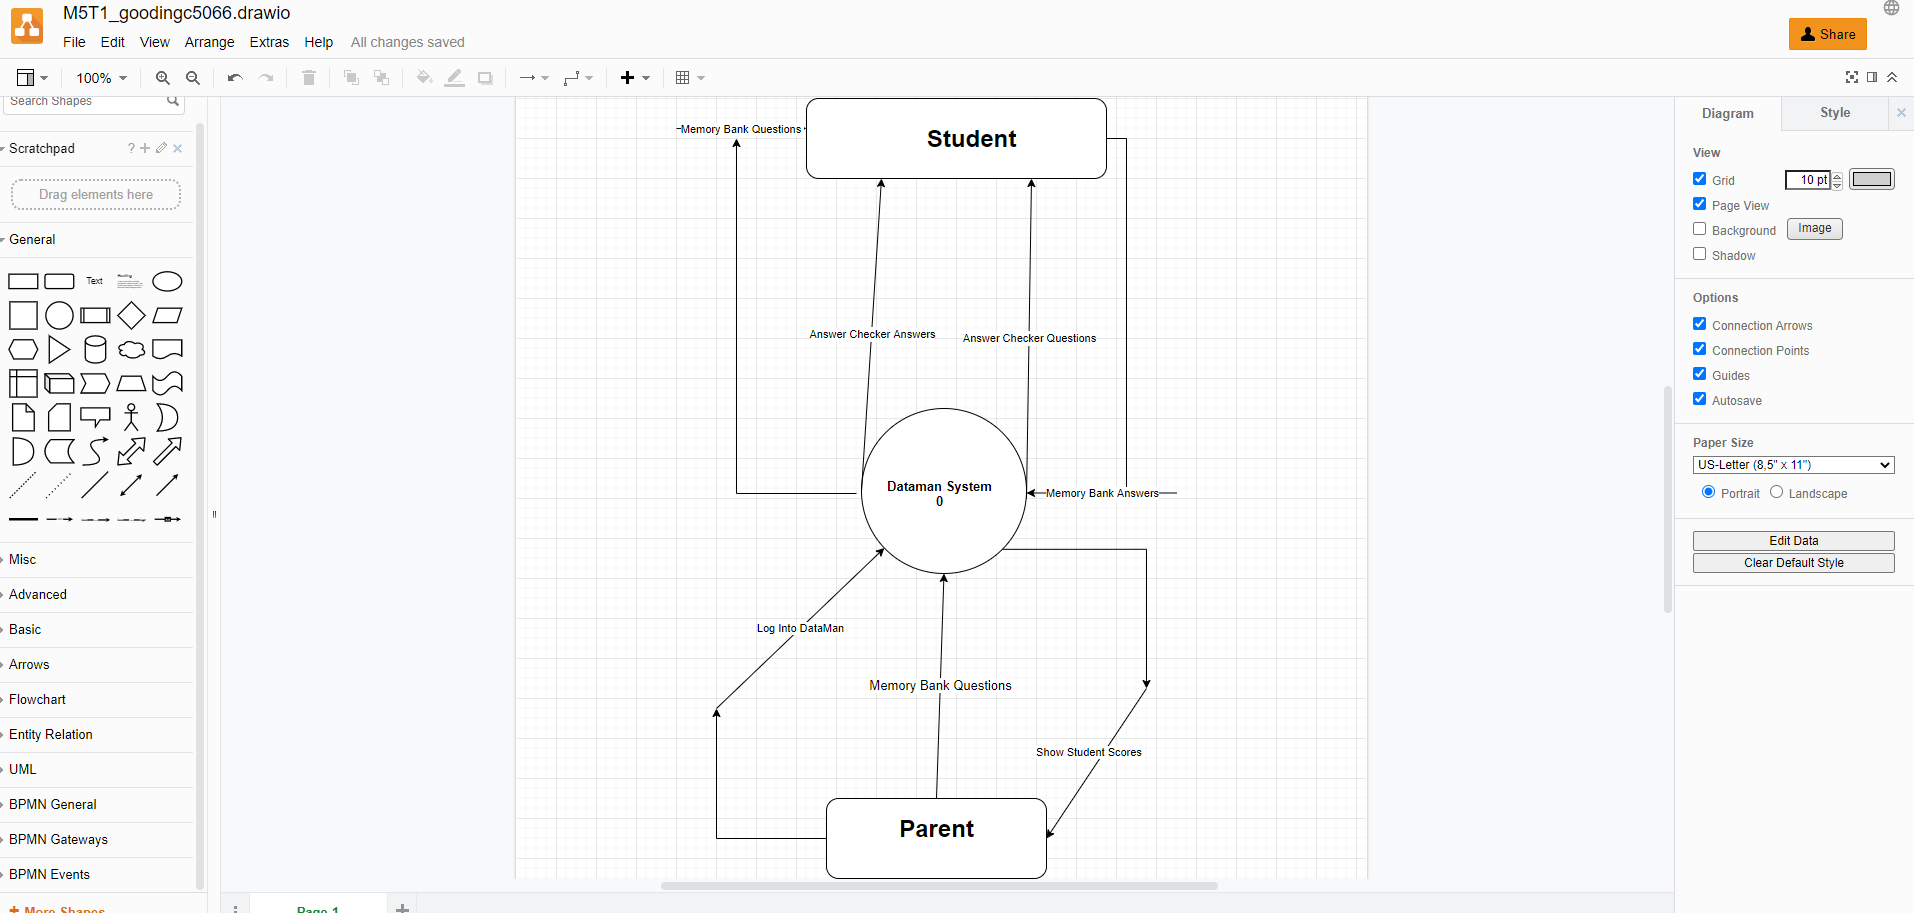 M5T1_goodingc5066.drawio
File Edit View Arrange Extras Help All changes saved
Share
100%
Search Shapes
Scratchpad
?
Drag elements here
General
Text
Misc
Advanced
Basic
Arrows
Flowchart
Entity Relation
UML
BPMN General
BPMN Gateways
BPMN Events
+ More Shapes
Memory Bank Questions
Student
Answer Checker Answers
Answer Checker Questions
Dataman System
0
Memory Bank Answers
Log Into DataMan
Memory Bank Questions
Show Student Scores
Parent
Page-1
Diagram
Style
View
Grid
10 pt
Page View
Background
Image
Shadow
Options
Connection Arrows
Connection Points
Guides
Autosave
Paper Size
US-Letter (8,5" x 11")
Portrait
Landscape
Edit Data
Clear Default Style